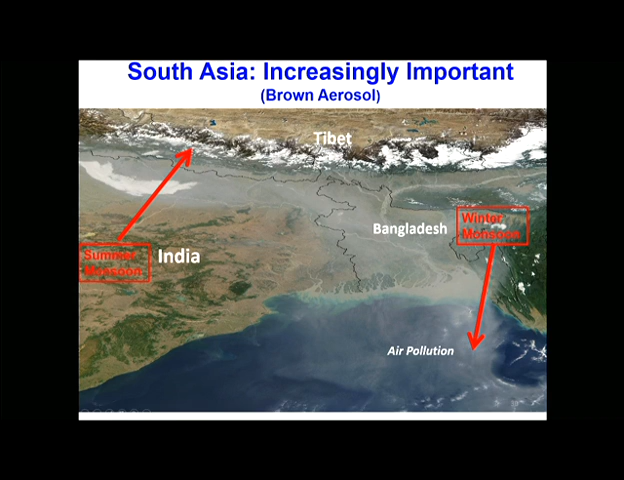 South Asia: Increasingly Important
(Brown Aerosol)
Tibet
Bangladesh
Winter
Monsoon
Summer
Monsoon
India
Air Pollution